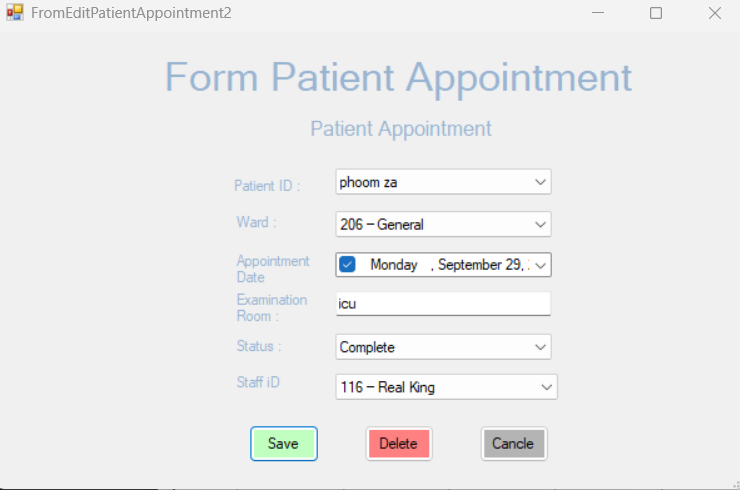 FromEditPatientAppointment2
Form Patient Appointment
Patient Appointment
Patient ID : phoom za
Ward : 206 – General
Appointment Date Monday , September 29,
Examination Room : icu
Status : Complete
Staff iD 116 – Real King
Save Delete Cancle